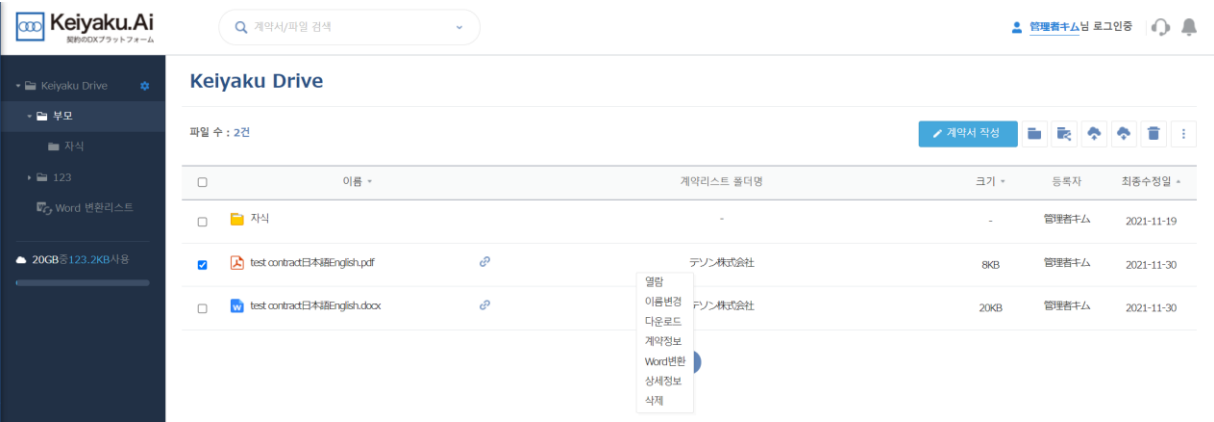 Keiyaku.Ai
契約のDXプラットフォーム
계약서/파일 검색
管理者キム님 로그인중
Keiyaku Drive
부모
자식
123
Word 변환리스트
20GB중123.2KB사용
Keiyaku Drive
파일 수 : 2건
계약서 작성
이름 계약리스트 폴더명 크기 등록자 최종수정일
자식 - - 管理者キム 2021-11-19
test contract日本語English.pdf テゾン株式会社 8KB 管理者キム 2021-11-30
test contract日本語English.docx テゾン株式会社 20KB 管理者キム 2021-11-30
열람
이름변경
다운로드
계약정보
Word변환
상세정보
삭제